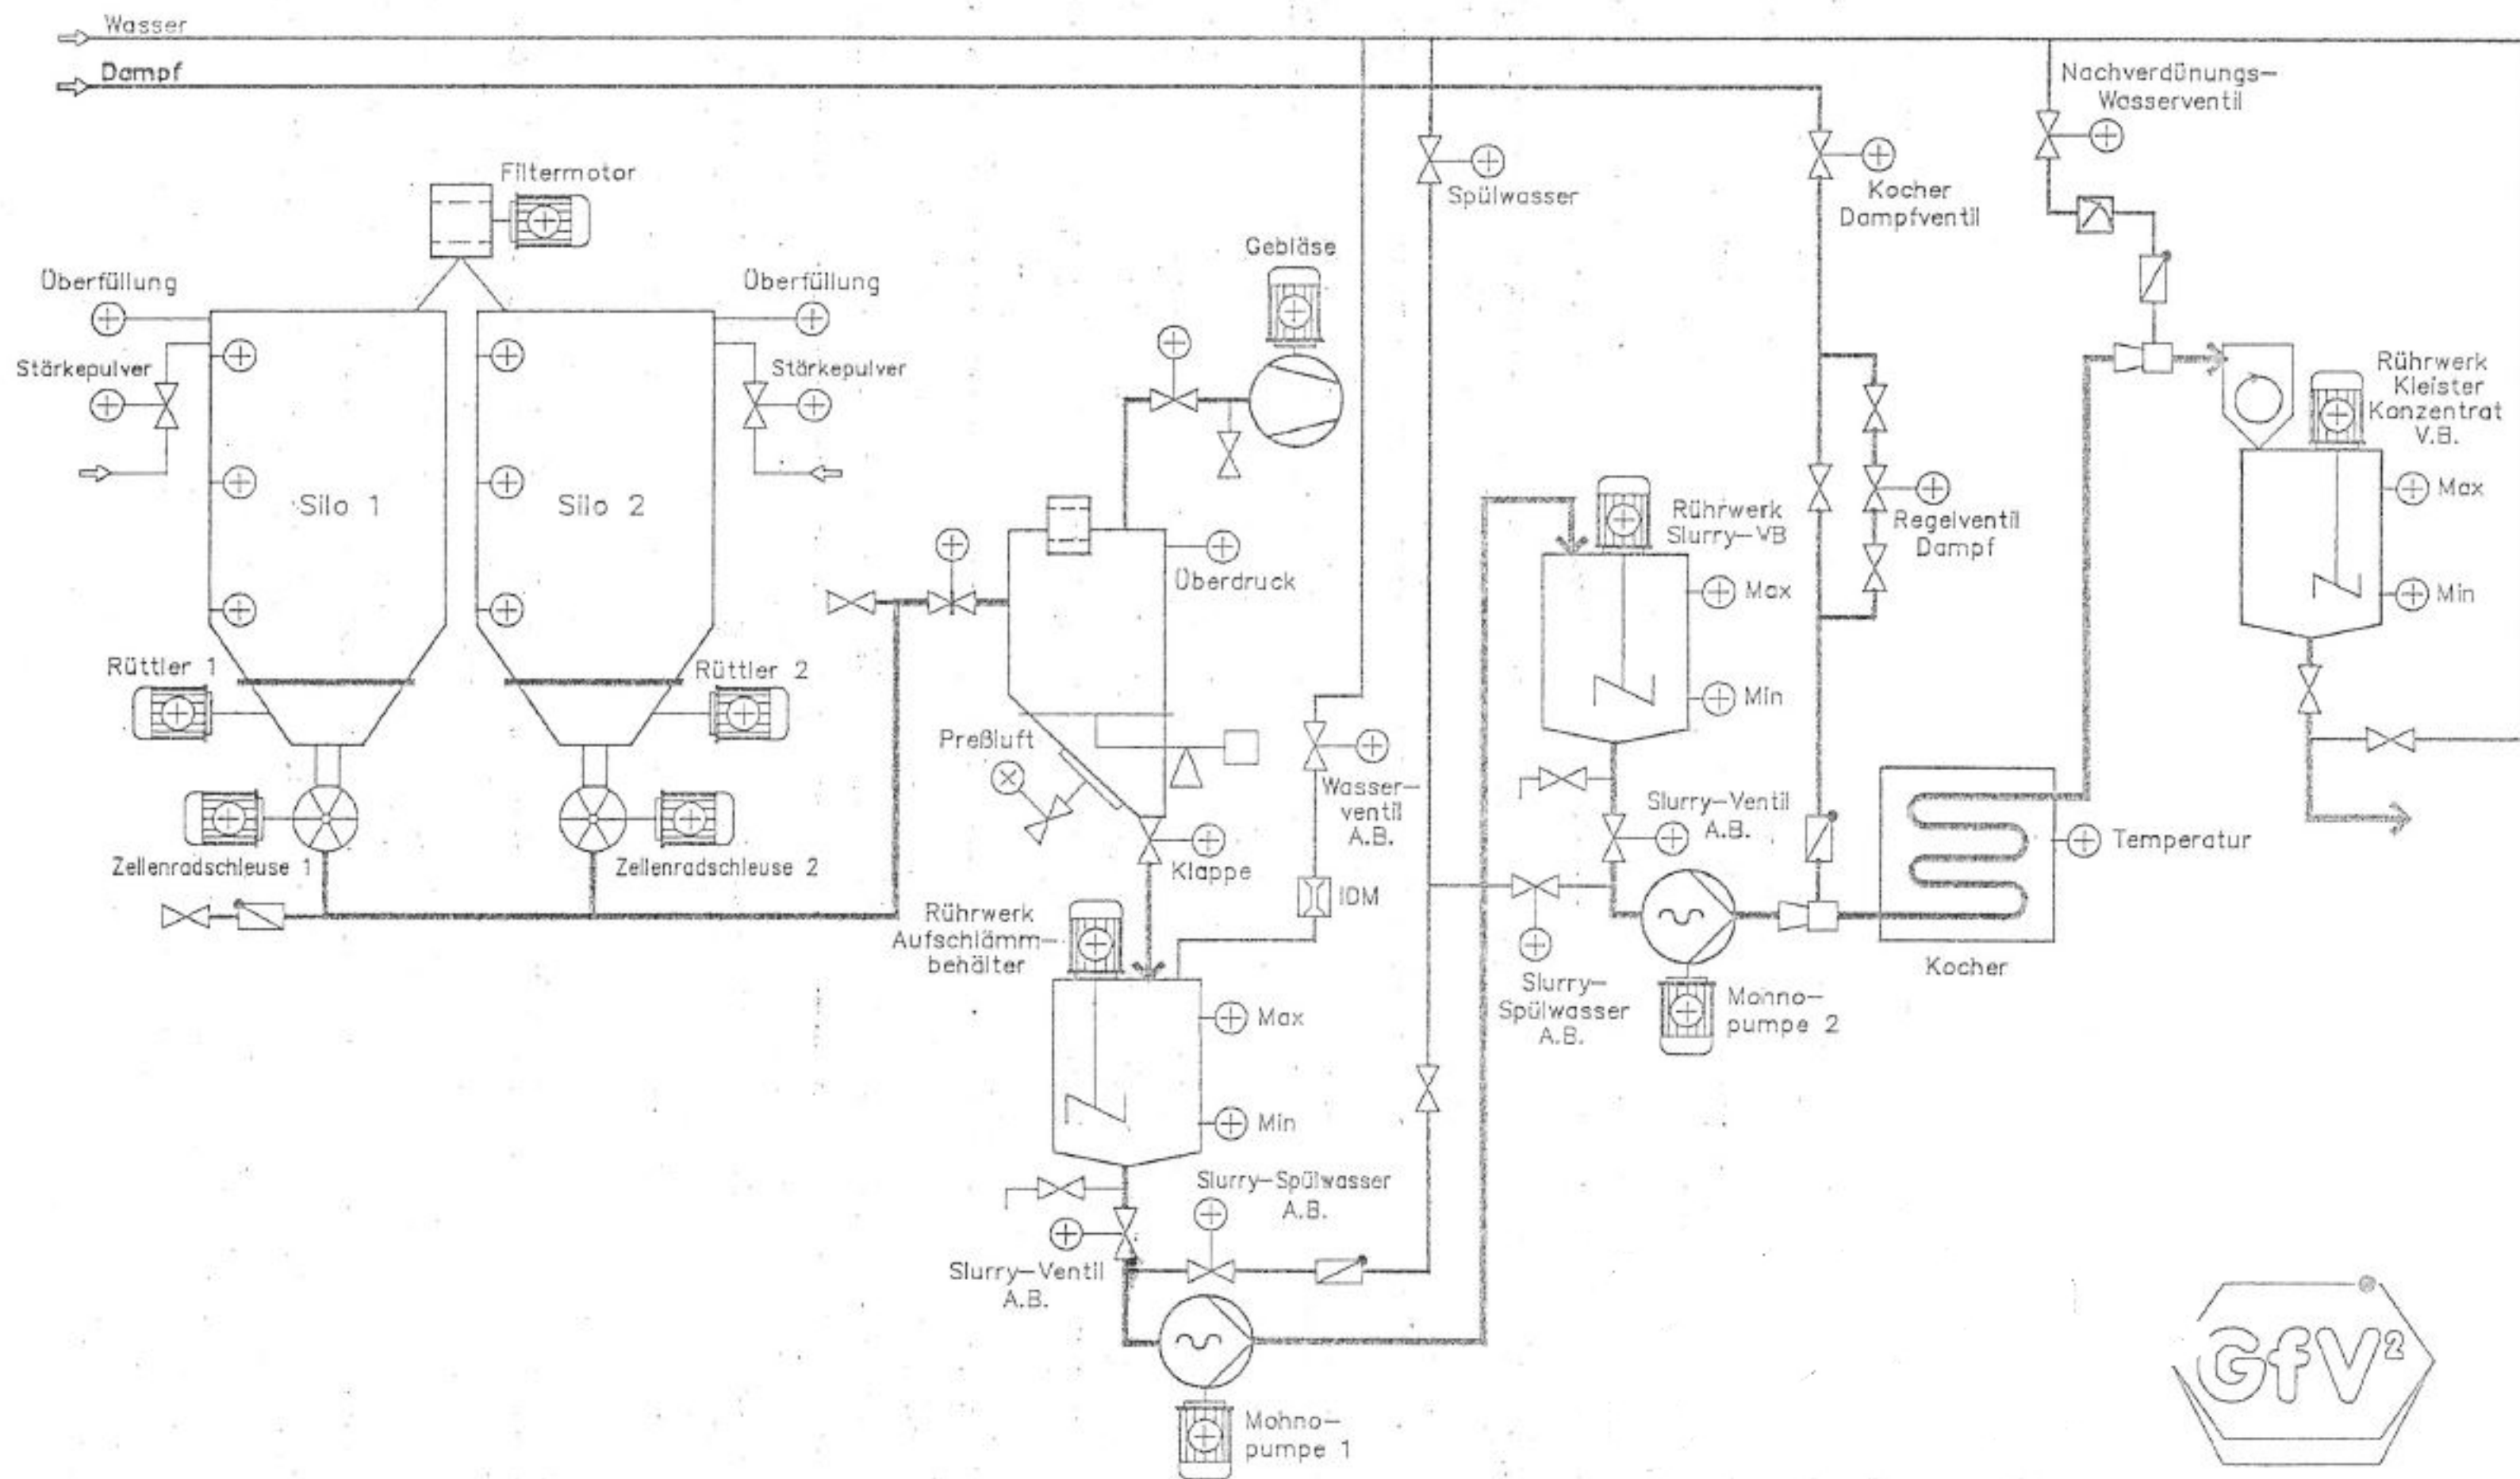 Wasser
Dampf
Nachverdünungs-
Wasserventil
Filtermotor
Spülwasser
Kocher
Dampfventil
Gebläse
Überfüllung
Überfüllung
Stärkepulver
Stärkepulver
Rührwerk
Kleister
Konzentrat
V.B.
Silo 1
Silo 2
Max
Rührwerk
Slurry-VB
Regelventil
Dampf
Überdruck
Max
Min
Rüttler 1
Rüttler 2
Min
Preßluft
Wasser-
ventil
A.B.
Slurry-Ventil
A.B.
Temperatur
Zellenradschleuse 1
Zellenradschleuse 2
Klappe
IDM
Rührwerk
Aufschlämm-
behälter
Kocher
Slurry-
Spülwasser
A.B.
Mohno-
pumpe 2
Max
Min
Slurry-Spülwasser
A.B.
Slurry-Ventil
A.B.
Mohno-
pumpe 1
GfV²
®